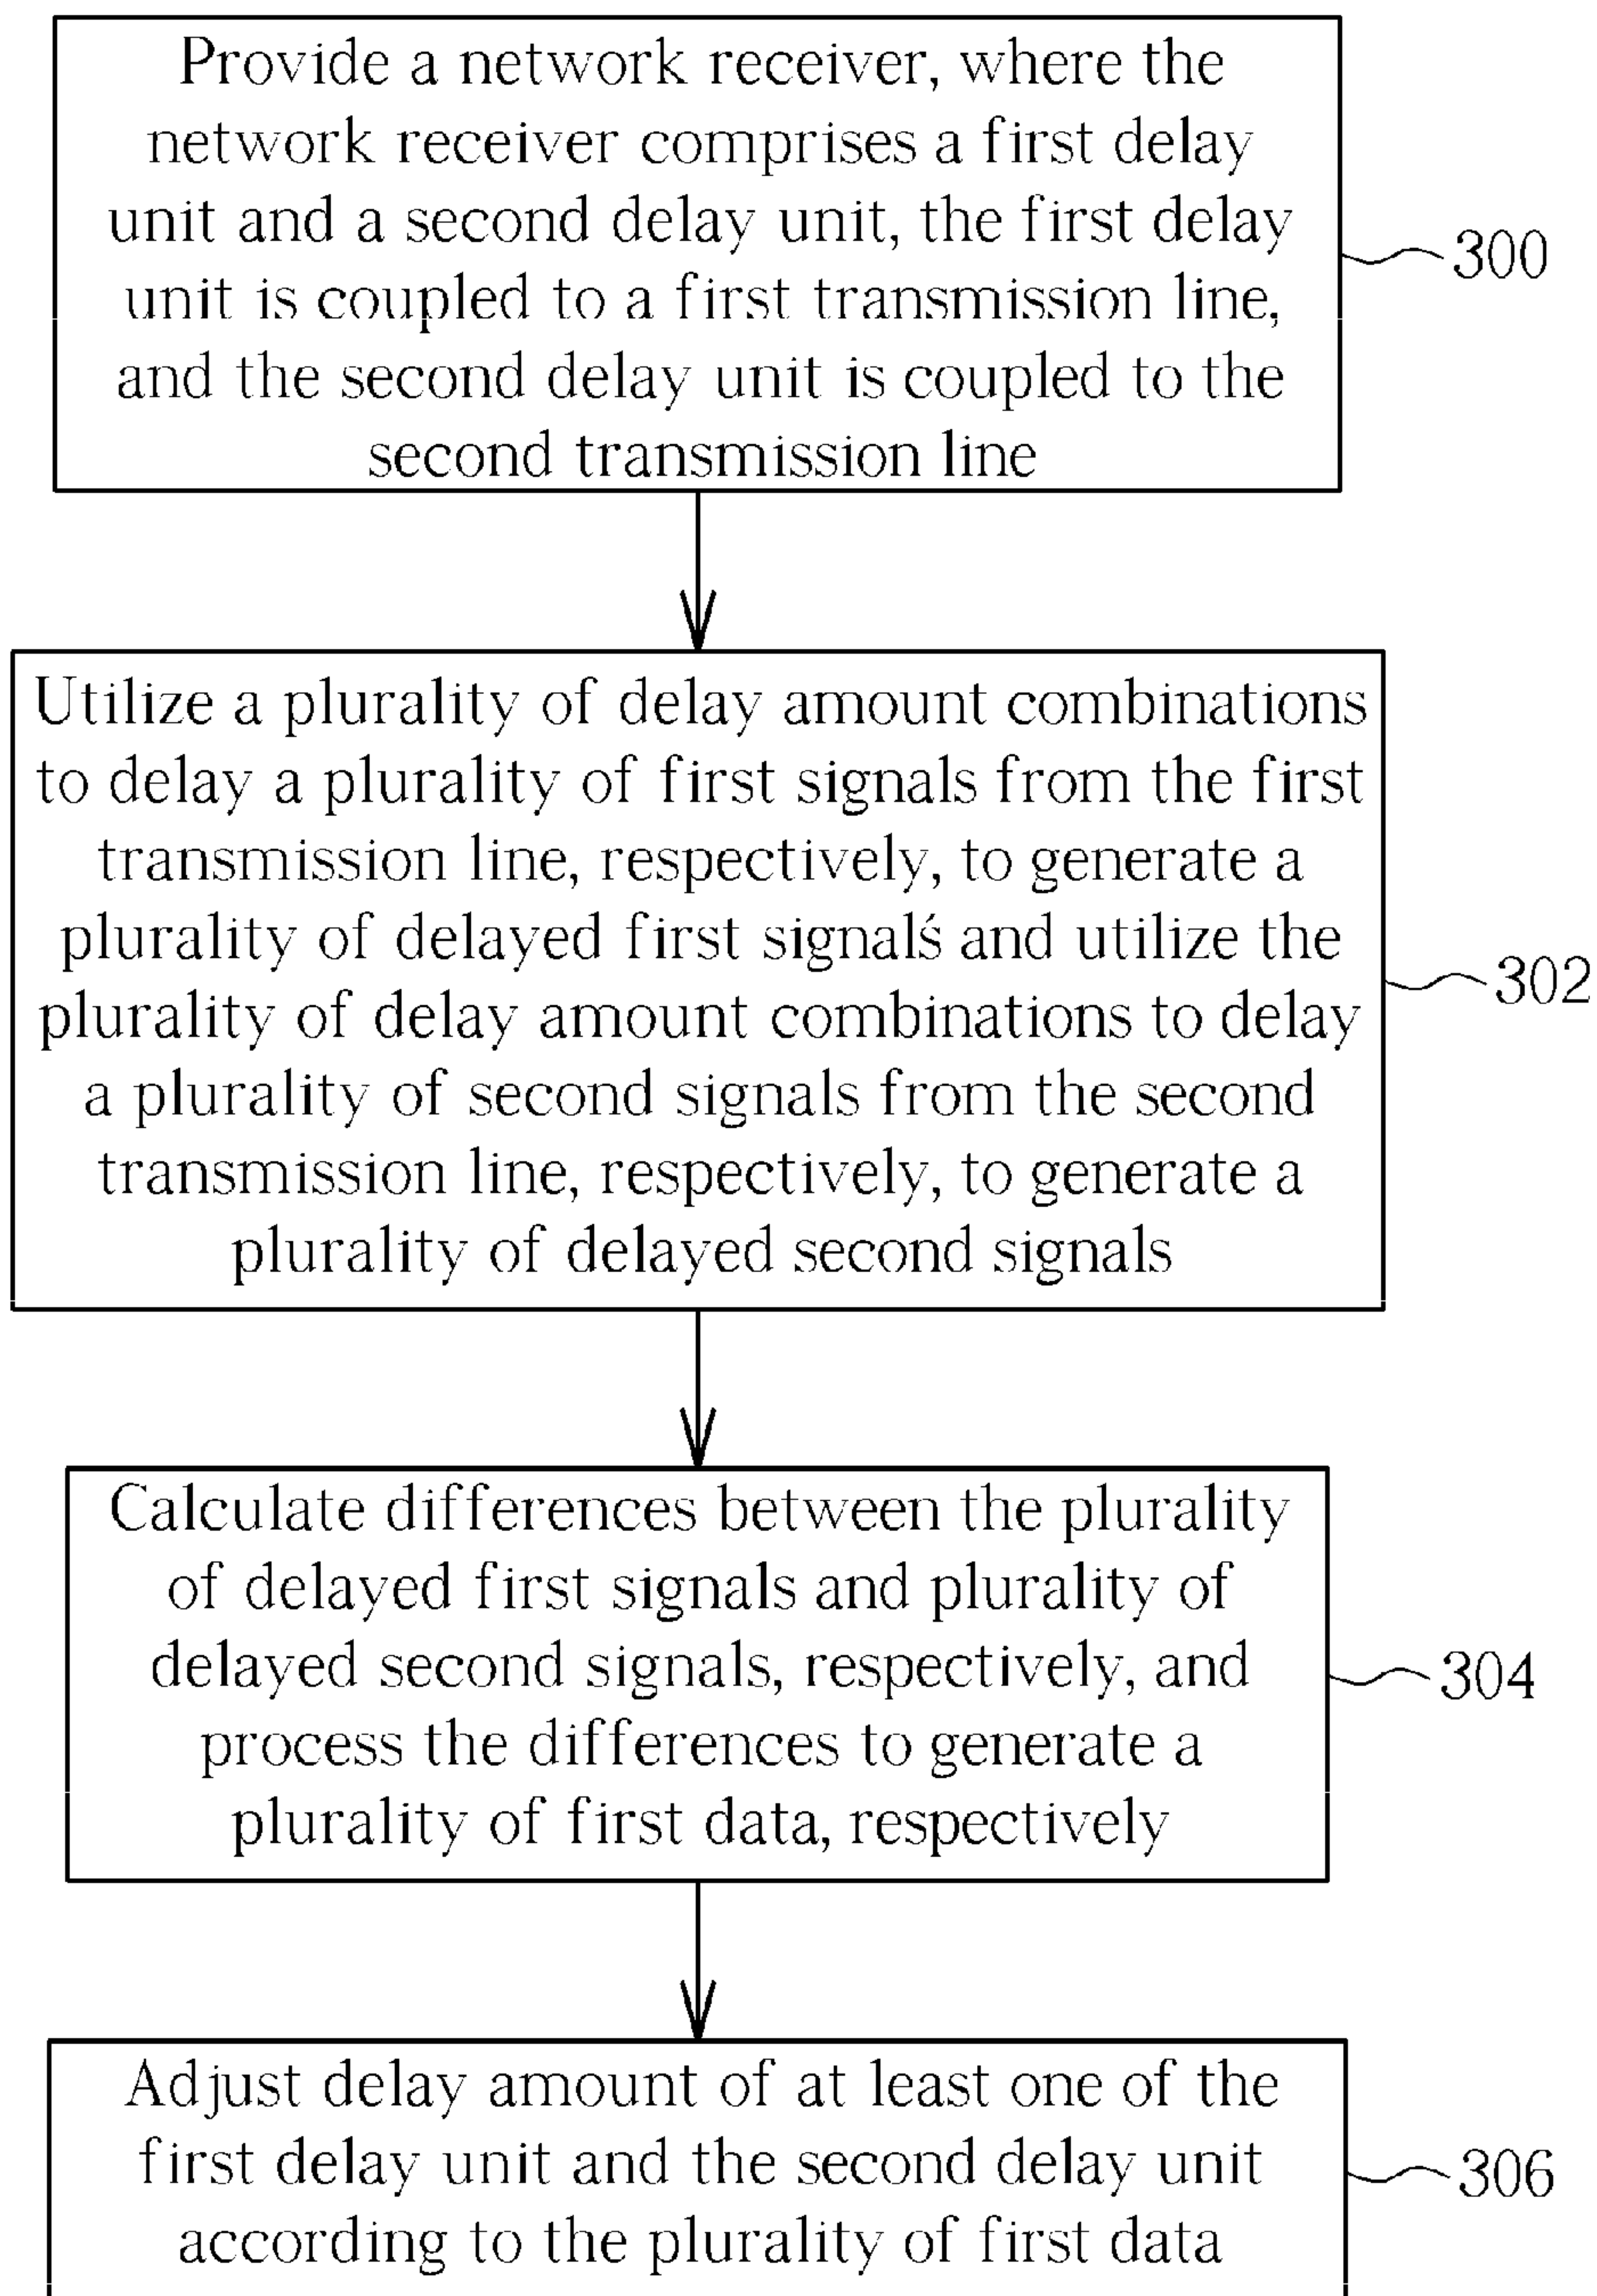 Provide a network receiver, where the
network receiver comprises a first delay
unit and a second delay unit, the first delay
unit is coupled to a first transmission line,
and the second delay unit is coupled to the
second transmission line
300
Utilize a plurality of delay amount combinations
to delay a plurality of first signals from the first
transmission line, respectively, to generate a
plurality of delayed first signals and utilize the
plurality of delay amount combinations to delay
a plurality of second signals from the second
transmission line, respectively, to generate a
plurality of delayed second signals
302
Calculate differences between the plurality
of delayed first signals and plurality of
delayed second signals, respectively, and
process the differences to generate a
plurality of first data, respectively
304
Adjust delay amount of at least one of the
first delay unit and the second delay unit
according to the plurality of first data
306